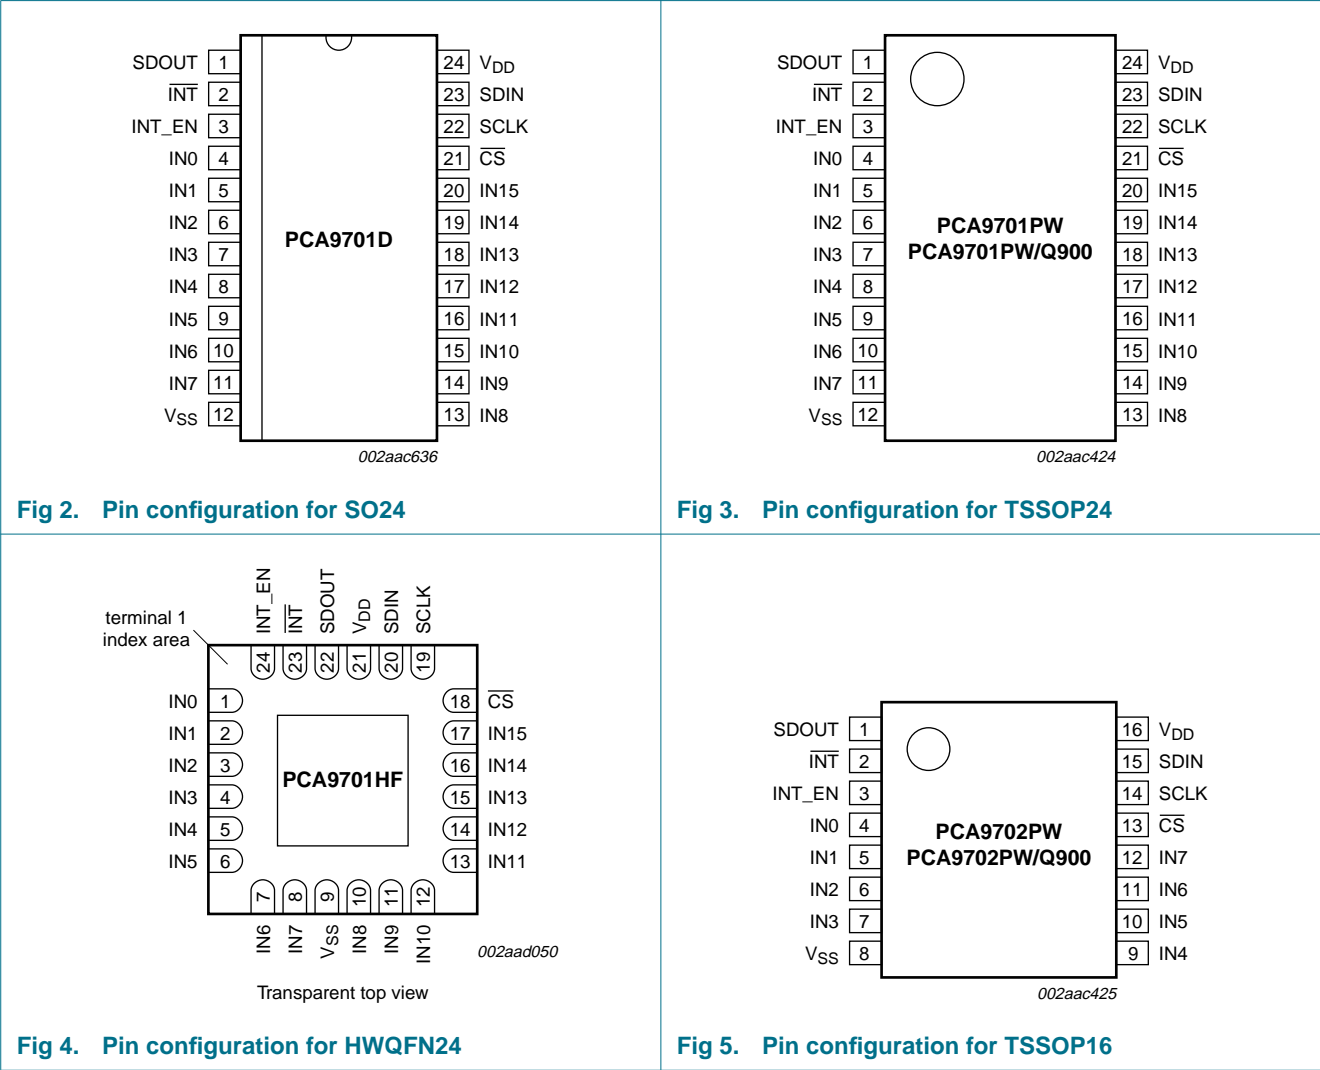 SDOUT 1 24 VDD
INT 2 23 SDIN
INT_EN 3 22 SCLK
IN0 4 21 CS
IN1 5 20 IN15
IN2 6 19 IN14
IN3 7 18 IN13
IN4 8 17 IN12
IN5 9 16 IN11
IN6 10 15 IN10
IN7 11 14 IN9
VSS 12 13 IN8
PCA9701D
002aac636
Fig 2. Pin configuration for SO24
SDOUT 1 24 VDD
INT 2 23 SDIN
INT_EN 3 22 SCLK
IN0 4 21 CS
IN1 5 20 IN15
IN2 6 19 IN14
IN3 7 18 IN13
IN4 8 17 IN12
IN5 9 16 IN11
IN6 10 15 IN10
IN7 11 14 IN9
VSS 12 13 IN8
PCA9701PW
PCA9701PW/Q900
002aac424
Fig 3. Pin configuration for TSSOP24
terminal 1
index area
INT_EN INT SDOUT VDD SDIN SCLK
24 23 22 21 20 19
IN0 1 18 CS
IN1 2 17 IN15
IN2 3 16 IN14
IN3 4 15 IN13
IN4 5 14 IN12
IN5 6 13 IN11
PCA9701HF
7 8 9 10 11 12
IN6 IN7 VSS IN8 IN9 IN10
002aad050
Transparent top view
Fig 4. Pin configuration for HWQFN24
SDOUT 1 16 VDD
INT 2 15 SDIN
INT_EN 3 14 SCLK
IN0 4 13 CS
IN1 5 12 IN7
IN2 6 11 IN6
IN3 7 10 IN5
VSS 8 9 IN4
PCA9702PW
PCA9702PW/Q900
002aac425
Fig 5. Pin configuration for TSSOP16